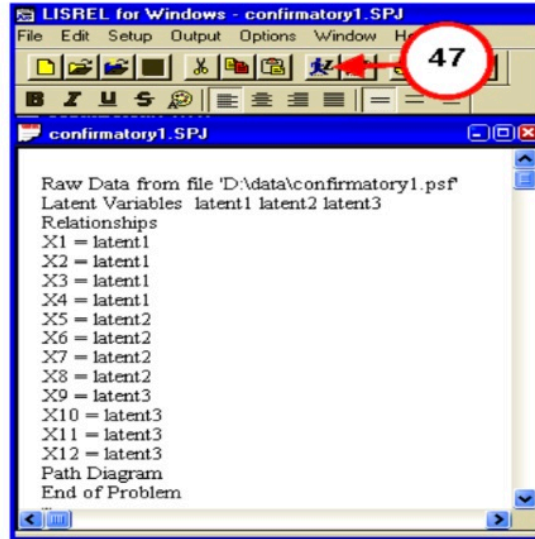 LISREL for Windows - confirmatory1.SPJ
File Edit Setup Output Options Window
47
B I U S
confirmatory1.SPJ
Raw Data from file 'D:\data\confirmatory1.psf'
Latent Variables latent1 latent2 latent3
Relationships
X1 = latent1
X2 = latent1
X3 = latent1
X4 = latent1
X5 = latent2
X6 = latent2
X7 = latent2
X8 = latent2
X9 = latent3
X10 = latent3
X11 = latent3
X12 = latent3
Path Diagram
End of Problem